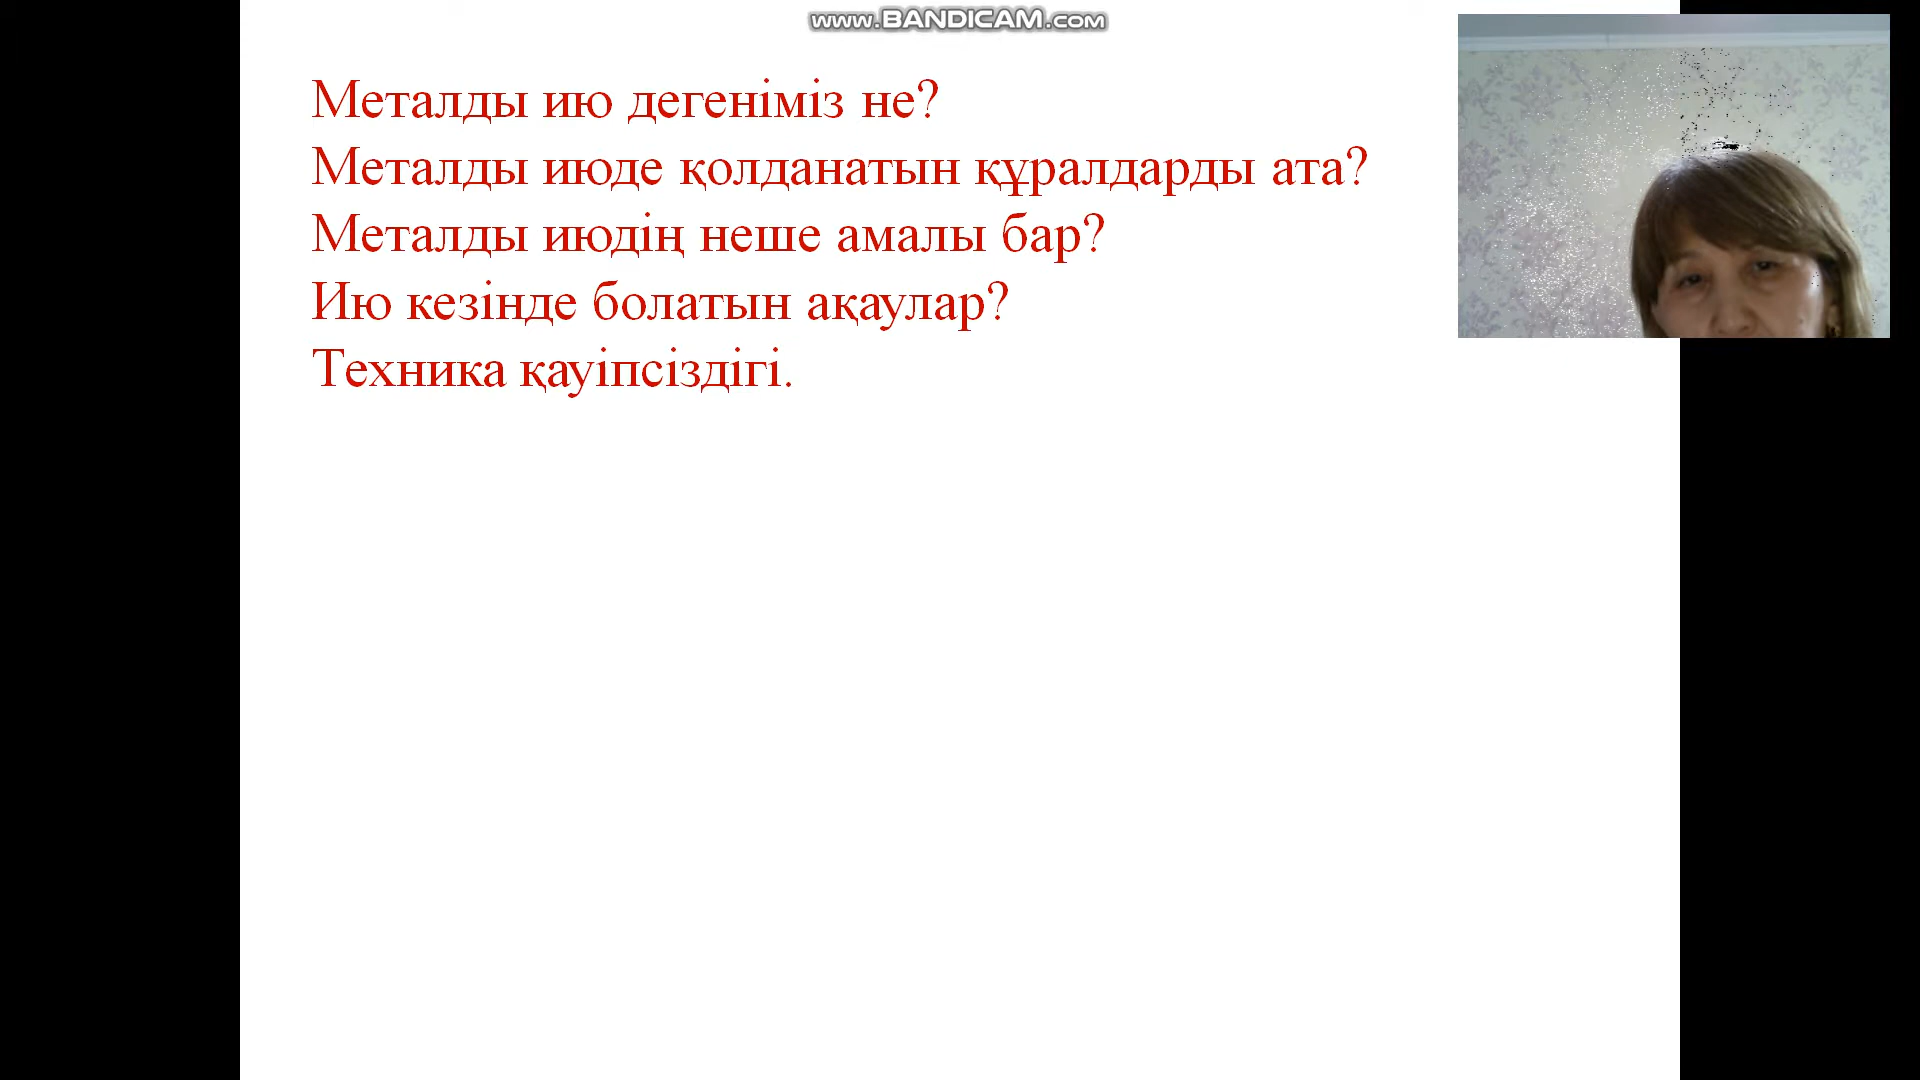 www.BANDICAM.com
Металды ию дегеніміз не?
Металды июде қолданатын құралдарды ата?
Металды июдің неше амалы бар?
Ию кезінде болатын ақаулар?
Техника қауіпсіздігі.